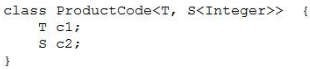 class ProductCode<T, S<Integer>> {
T c1;
S c2;
}